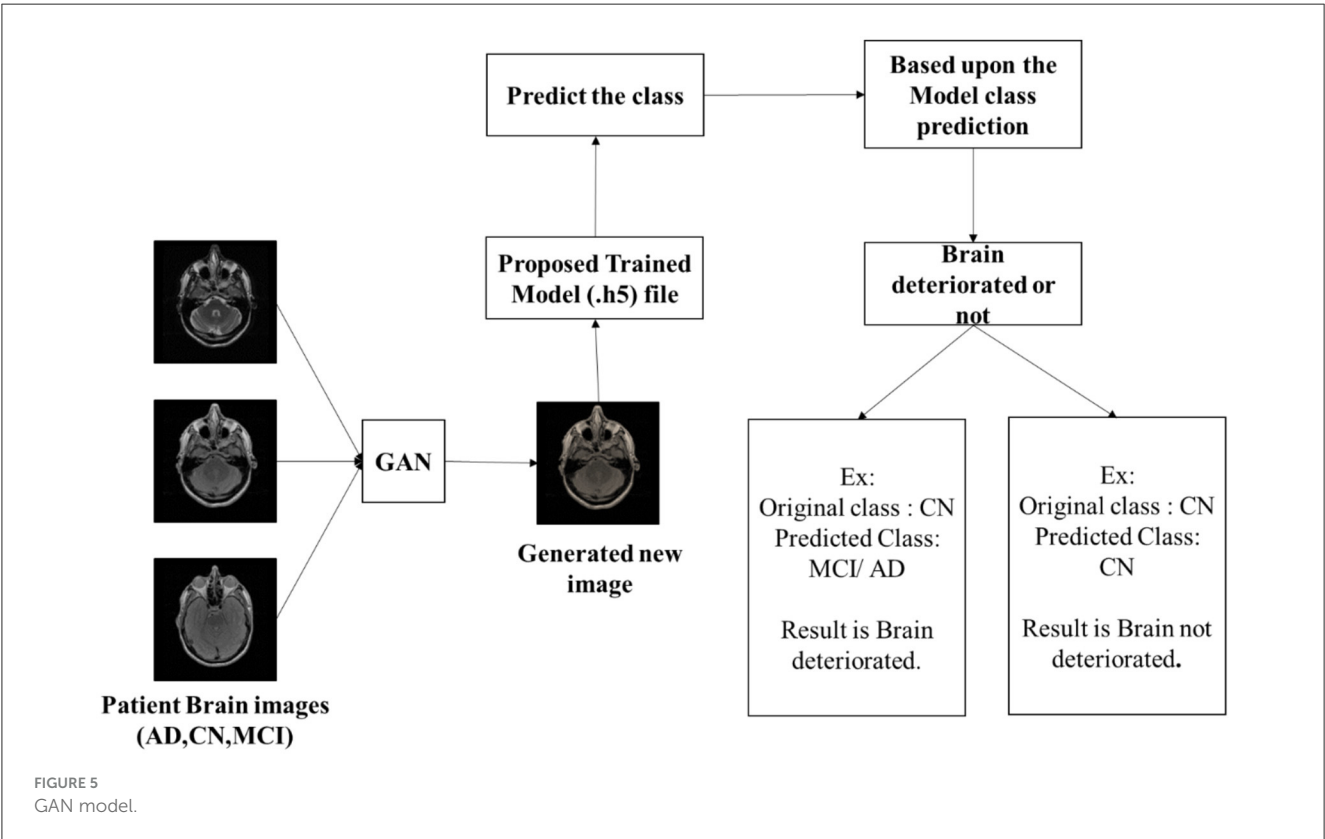 Predict the class
Based upon the
Model class
prediction
Proposed Trained
Model (.h5) file
Brain
deteriorated or
not
GAN
Generated new
image
Patient Brain images
(AD,CN,MCI)
Ex:
Original class : CN
Predicted Class:
MCI/ AD
Result is Brain
deteriorated.
Ex:
Original class : CN
Predicted Class:
CN
Result is Brain not
deteriorated.
FIGURE 5
GAN model.